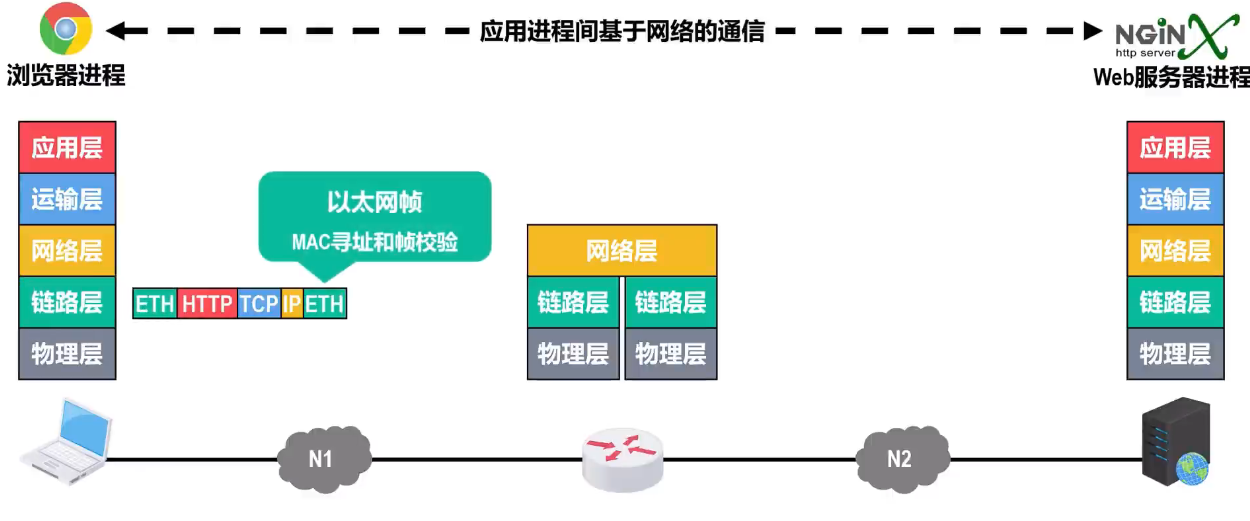 应用进程间基于网络的通信
NGiNX
http server
浏览器进程
Web服务器进程
应用层
运输层
网络层
链路层
物理层
以太网帧
MAC寻址和帧校验
ETH HTTP TCP IP ETH
网络层
链路层 链路层
物理层 物理层
应用层
运输层
网络层
链路层
物理层
N1
N2